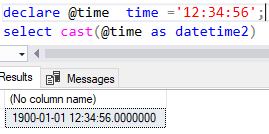 declare @time  time ='12:34:56';
select cast(@time as datetime2)
Results  Messages
(No column name)
1900-01-01 12:34:56.0000000